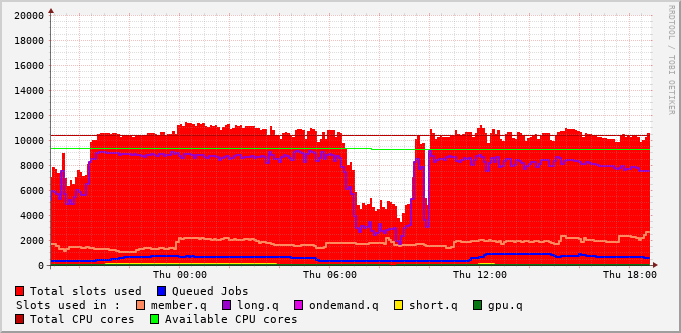 RRDTOOL / TOBI OETIKER
20000
18000
16000
14000
12000
10000
8000
6000
4000
2000
0
Thu 00:00 Thu 06:00 Thu 12:00 Thu 18:00
Total slots used Queued Jobs
Slots used in : member.q long.q ondemand.q short.q gpu.q
Total CPU cores Available CPU cores